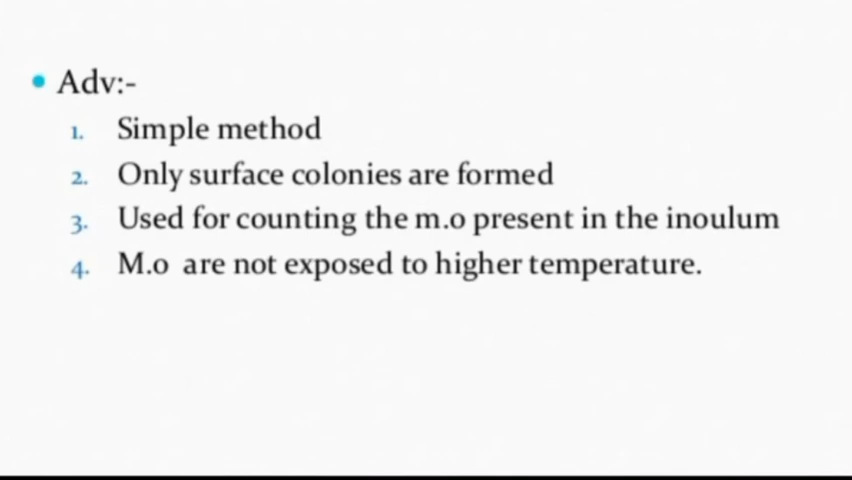 • Adv:-
1. Simple method
2. Only surface colonies are formed
3. Used for counting the m.o present in the inoulum
4. M.o are not exposed to higher temperature.